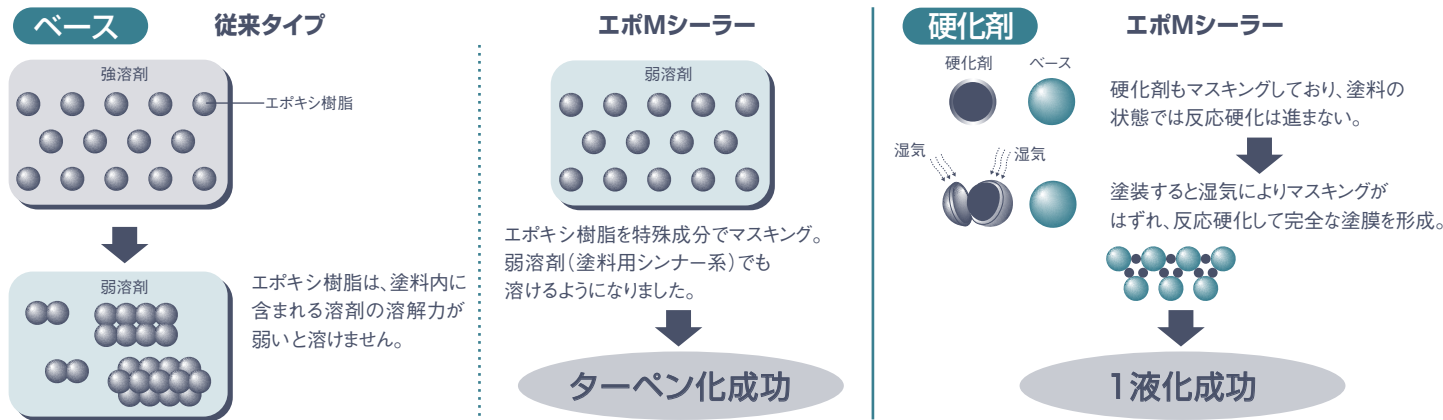 ベース
従来タイプ
強溶剤
エポキシ樹脂
弱溶剤
エポキシ樹脂は、塗料内に
含まれる溶剤の溶解力が
弱いと溶けません。
エポMシーラー
弱溶剤
エポキシ樹脂を特殊成分でマスキング。
弱溶剤（塗料用シンナー系）でも
溶けるようになりました。
ターペン化成功
硬化剤
エポMシーラー
硬化剤
ベース
硬化剤もマスキングしており、塗料の
状態では反応硬化は進まない。
湿気
湿気
塗装すると湿気によりマスキングが
はずれ、反応硬化して完全な塗膜を形成。
1液化成功